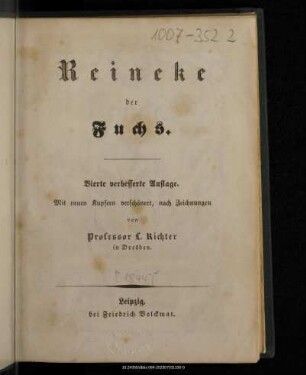 1007-352 2
Reineke
der
Fuchs.
Vierte verbesserte Auflage.
Mit neuen Kupfern verschönert, nach Zeichnungen
von
Professor L. Richter
in Dresden.
Leipzig.
bei Friedrich Volckmar.